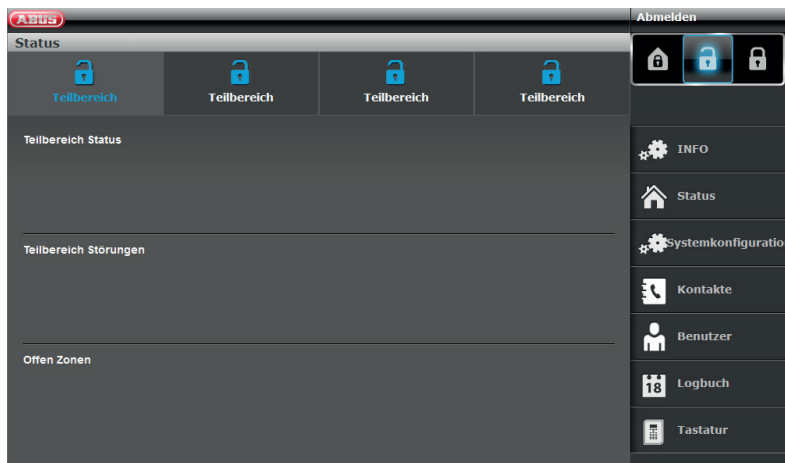 ABUS
Abmelden
Status
Teilbereich
Teilbereich
Teilbereich
Teilbereich
Teilbereich Status
Teilbereich Störungen
Offen Zonen
INFO
Status
Systemkonfiguratio
Kontakte
Benutzer
18
Logbuch
Tastatur